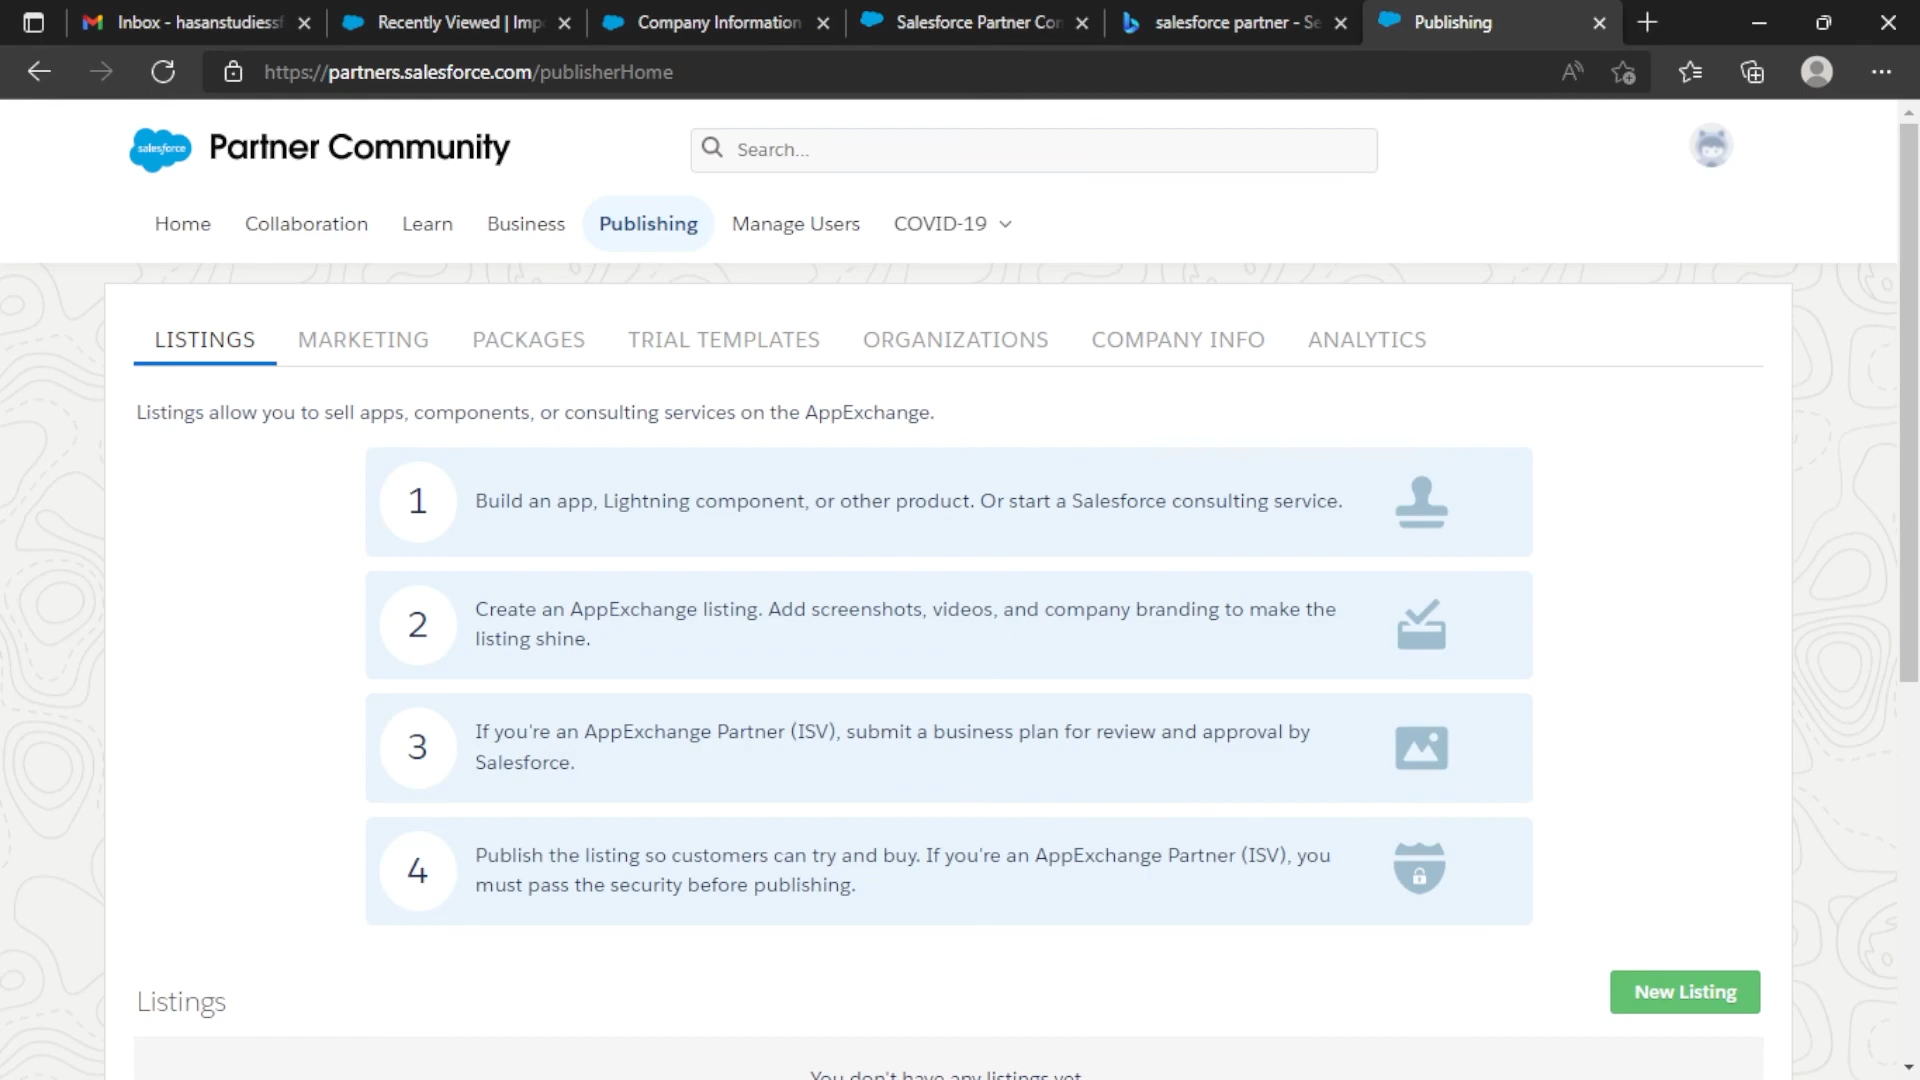 Inbox - hasanstudiessf
Recently Viewed | Imp
Company Information
Salesforce Partner Con
salesforce partner - Se
Publishing
https://partners.salesforce.com/publisherHome
salesforce
Partner Community
Search...
Home
Collaboration
Learn
Business
Publishing
Manage Users
COVID-19
LISTINGS
MARKETING
PACKAGES
TRIAL TEMPLATES
ORGANIZATIONS
COMPANY INFO
ANALYTICS
Listings allow you to sell apps, components, or consulting services on the AppExchange.
1
Build an app, Lightning component, or other product. Or start a Salesforce consulting service.
2
Create an AppExchange listing. Add screenshots, videos, and company branding to make the
listing shine.
3
If you're an AppExchange Partner (ISV), submit a business plan for review and approval by
Salesforce.
4
Publish the listing so customers can try and buy. If you're an AppExchange Partner (ISV), you
must pass the security before publishing.
Listings
New Listing
You don't have any listings yet